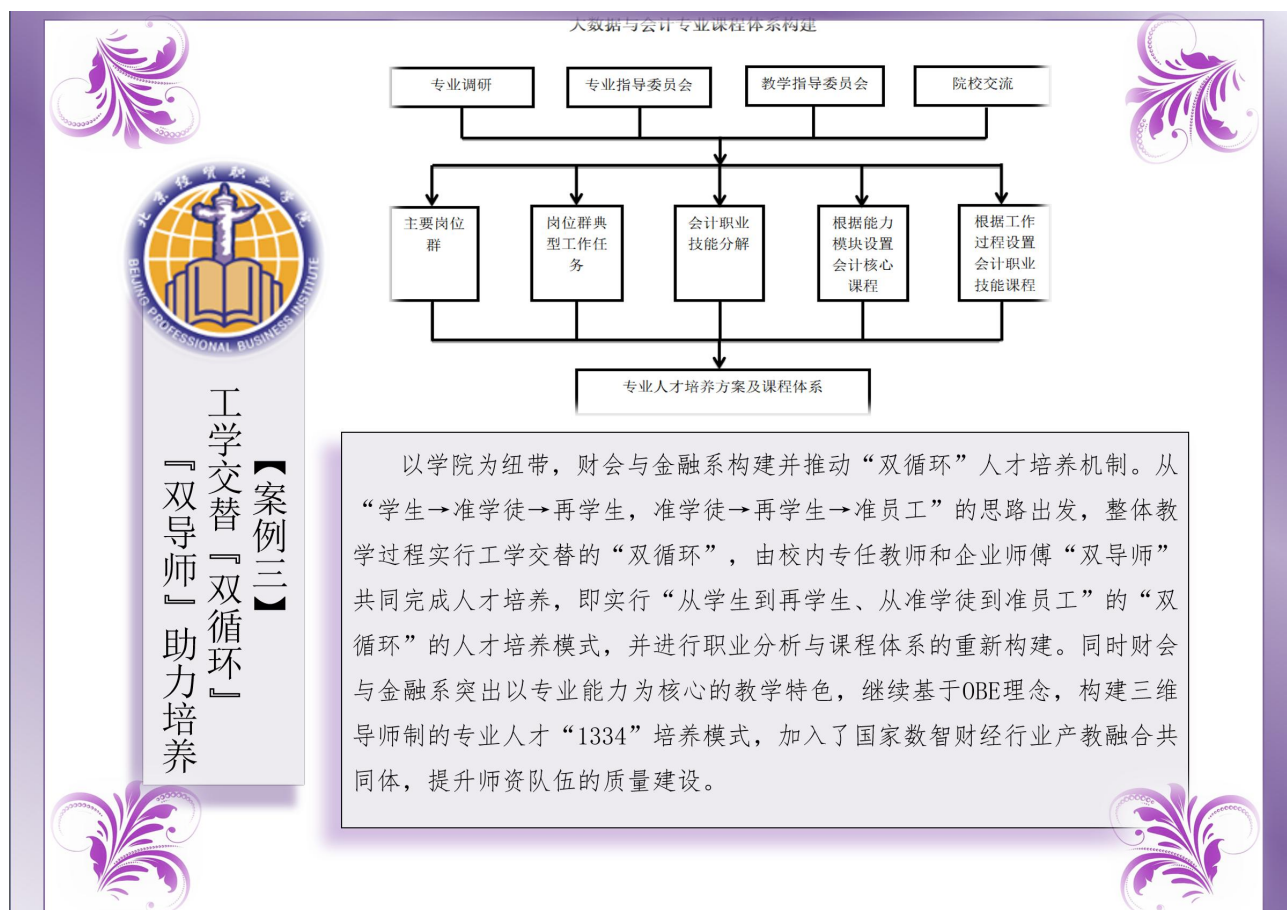 大数据与会计专业课程体系构建
专业调研
专业指导委员会
教学指导委员会
院校交流
主要岗位
群
岗位群典
型工作任
务
会计职业
技能分解
根据能力
模块设置
会计核心
课程
根据工作
过程设置
会计职业
技能课程
专业人才培养方案及课程体系
北京经贸职业学院
BEIJING PROFESSIONAL BUSINESS INSTITUTE
【案例三】
工学交替『双循环』
『双导师』助力培养
以学院为纽带，财会与金融系构建并推动“双循环”人才培养机制。从
“学生→准学徒→再学生，准学徒→再学生→准员工”的思路出发，整体教
学过程实行工学交替的“双循环”，由校内专任教师和企业师傅“双导师”
共同完成人才培养，即实行“从学生到再学生、从准学徒到准员工”的“双
循环”的人才培养模式，并进行职业分析与课程体系的重新构建。同时财会
与金融系突出以专业能力为核心的教学特色，继续基于OBE理念，构建三维
导师制的专业人才“1334”培养模式，加入了国家数智财经行业产教融合共
同体，提升师资队伍的质量建设。